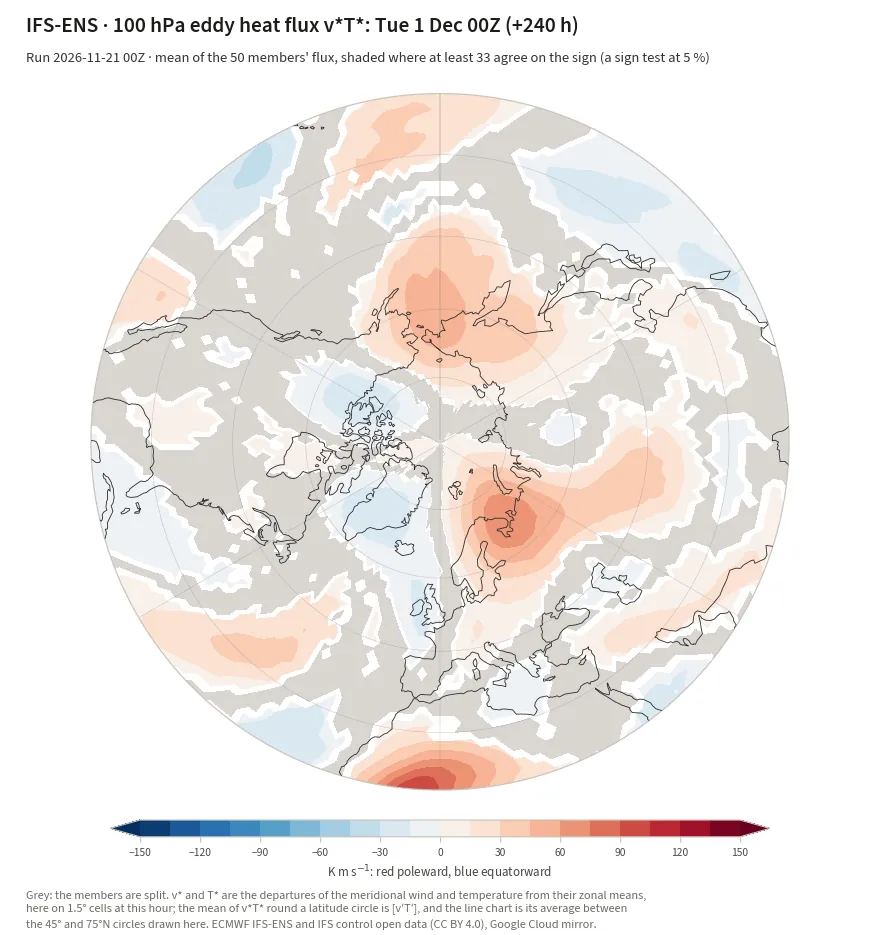 IFS-ENS · 100 hPa eddy heat flux v*T*: Tue 1 Dec 00Z (+240 h)
Run 2026-11-21 00Z · mean of the 50 members' flux, shaded where at least 33 agree on the sign (a sign test at 5 %)
−150 −120 −90 −60 −30 0 30 60 90 120 150
K m s⁻¹: red poleward, blue equatorward
Grey: the members are split. v* and T* are the departures of the meridional wind and temperature from their zonal means,
here on 1.5° cells at this hour; the mean of v*T* round a latitude circle is [v'T'], and the line chart is its average between
the 45° and 75°N circles drawn here. ECMWF IFS-ENS and IFS control open data (CC BY 4.0), Google Cloud mirror.